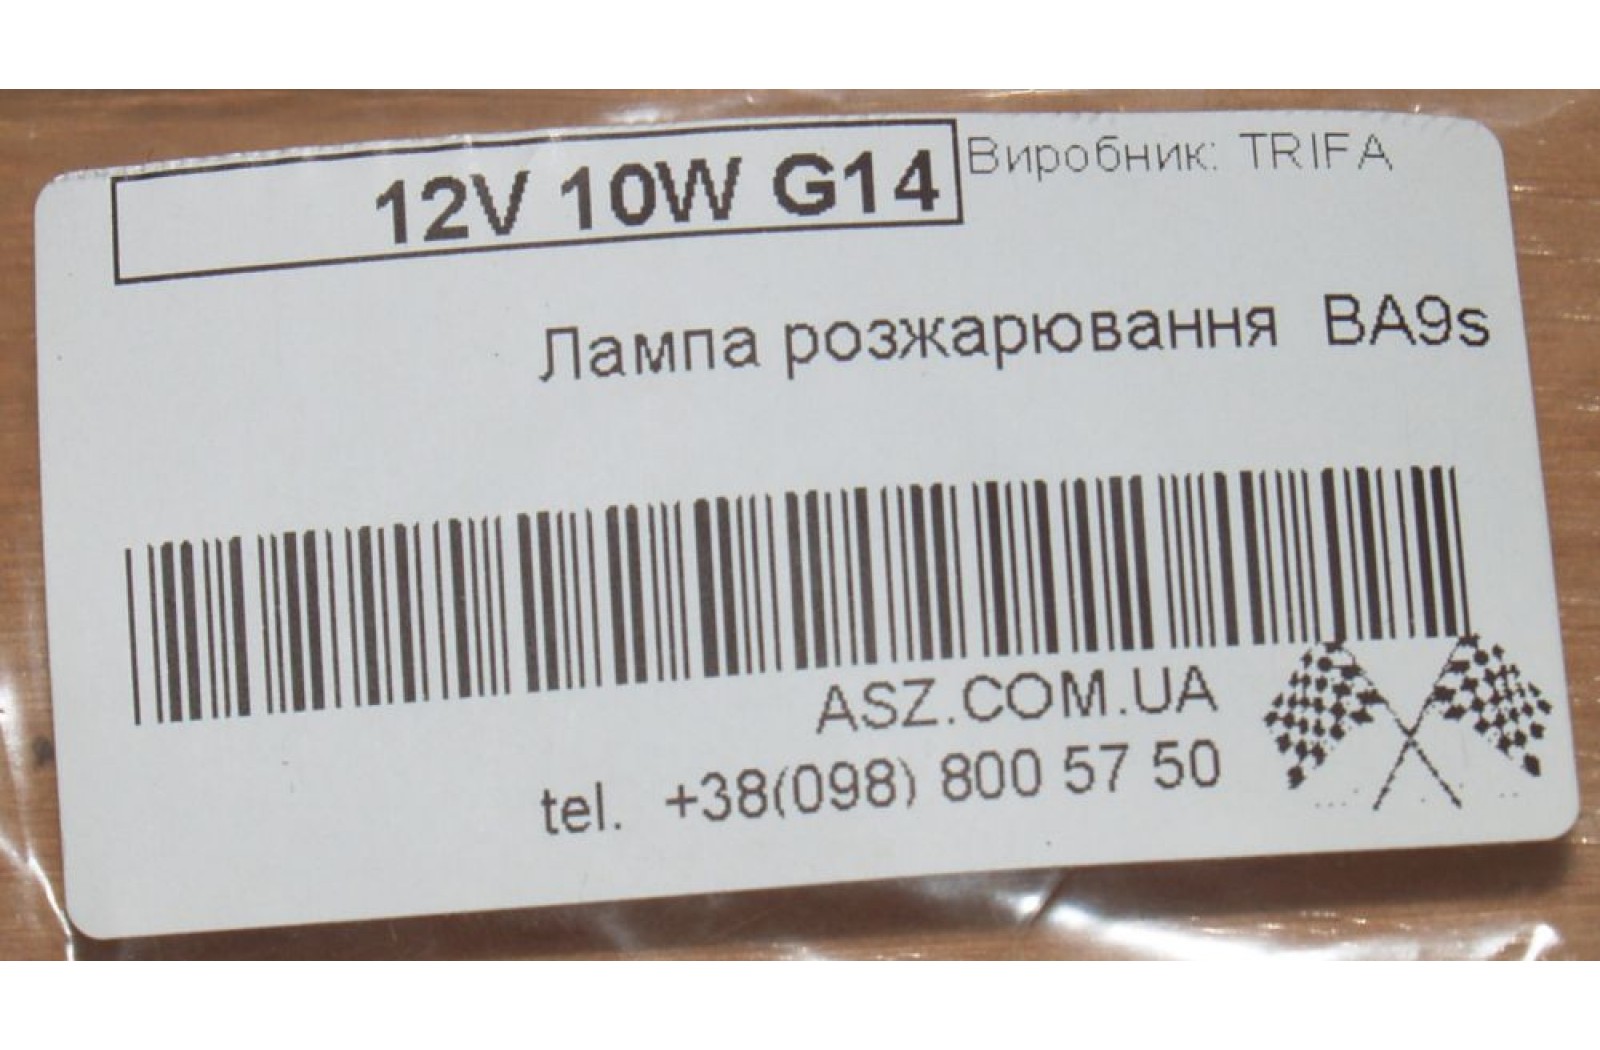 12V 10W G14
Виробник: TRIFA
Лампа розжарювання BA9s
ASZ.COM.UA
tel. +38(098) 800 57 50